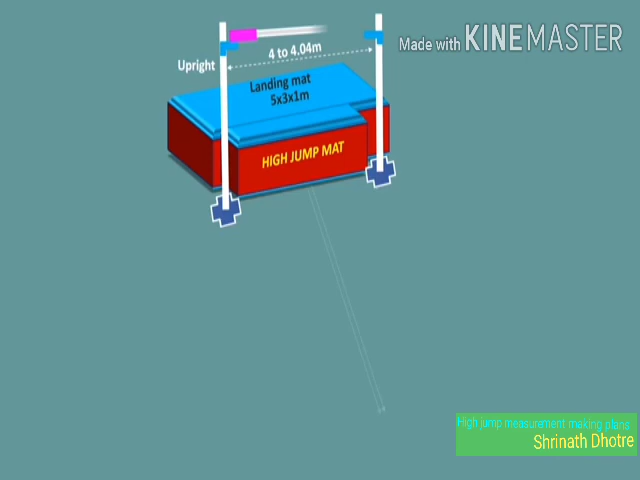 Made with KINEMASTER
4 to 4.04m
Upright
Landing mat
5x3x1m
HIGH JUMP MAT
High jump measurement making plans
Shrinath Dhotre